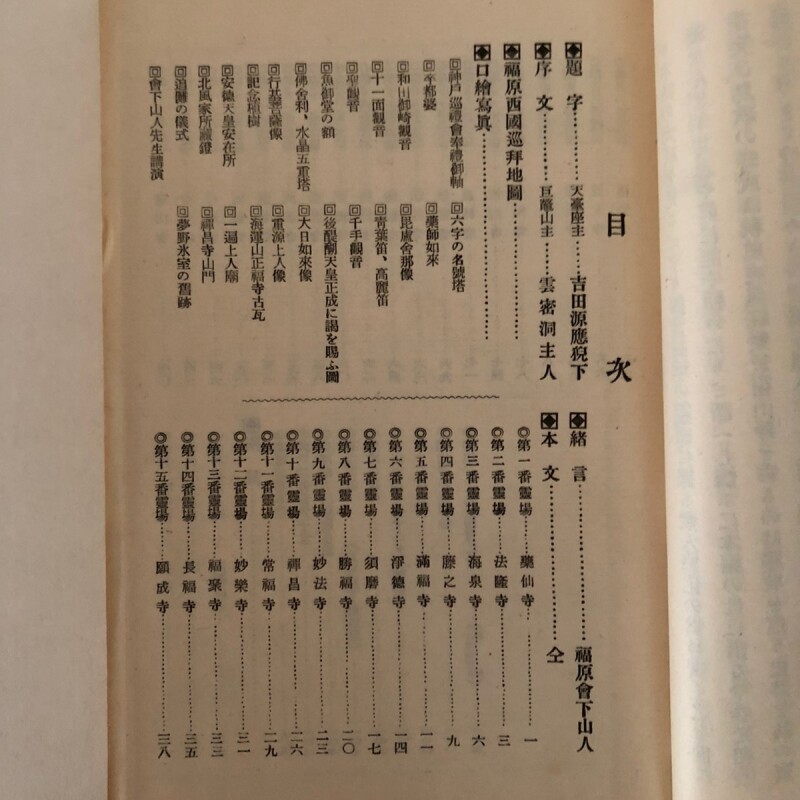 目次
題字……天臺座主……吉田源應猊下
序文……亘籠山主……雲密洞主人
福原西國巡拜地圖……
口繪寫眞……
神戸巡禮會奉禮御軸
六字の名號塔
藥師如來
和田御崎觀音
毘盧舍那像
十一面觀音
青葉笛、高麗笛
聖觀音
千手觀音
魚御堂の額
後醍醐天皇正成に謁を賜ふ圖
佛舍利、水晶五重塔
大日如來像
行基菩薩像
重源上人像
記念植樹
海運山正福寺古瓦
安德天皇安在所
一遍上人廟
北風家所藏證
禪昌寺山門
追儺の儀式
夢野氷室の舊跡
會下山人先生講演
緖言……福原會下山人
本文……仝
第一番靈場……藥仙寺……一
第二番靈場……法隆寺……三
第三番靈場……海泉寺……六
第四番靈場……藤之寺……九
第五番靈場……滿福寺……一一
第六番靈場……淨德寺……一四
第七番靈場……須磨寺……一七
第八番靈場……勝福寺……二〇
第九番靈場……妙法寺……二三
第十番靈場……禪昌寺……二六
第十一番靈場……常福寺……二九
第十二番靈場……妙樂寺……三一
第十三番靈場……福聚寺……三三
第十四番靈場……長福寺……三五
第十五番靈場……願成寺……三八